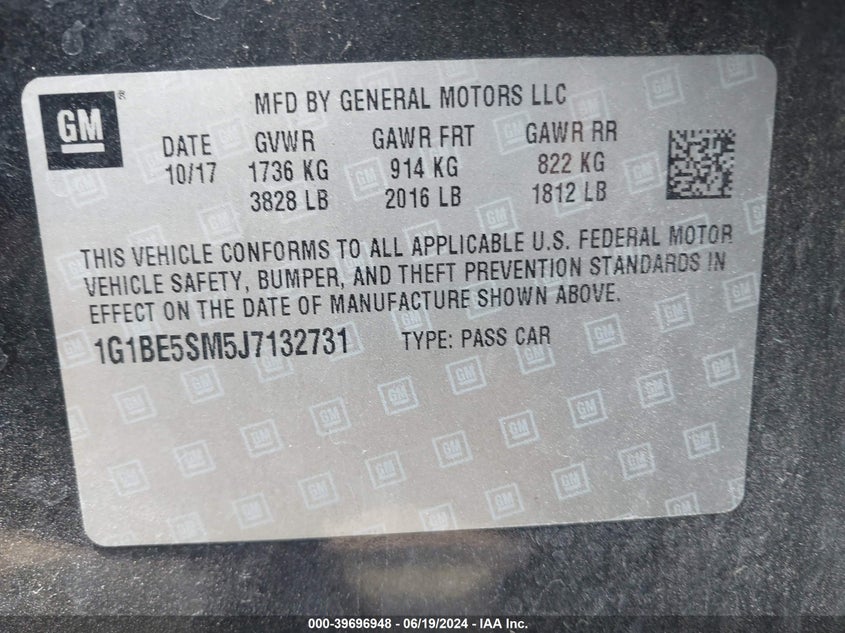 GM®
MFD BY GENERAL MOTORS LLC
DATE GVWR GAWR FRT GAWR RR
10/17 1736 KG 914 KG 822 KG
3828 LB 2016 LB 1812 LB
THIS VEHICLE CONFORMS TO ALL APPLICABLE U.S. FEDERAL MOTOR
VEHICLE SAFETY, BUMPER, AND THEFT PREVENTION STANDARDS IN
EFFECT ON THE DATE OF MANUFACTURE SHOWN ABOVE.
1G1BE5SM5J7132731 TYPE: PASS CAR
000-39696948 - 06/19/2024 - IAA Inc.